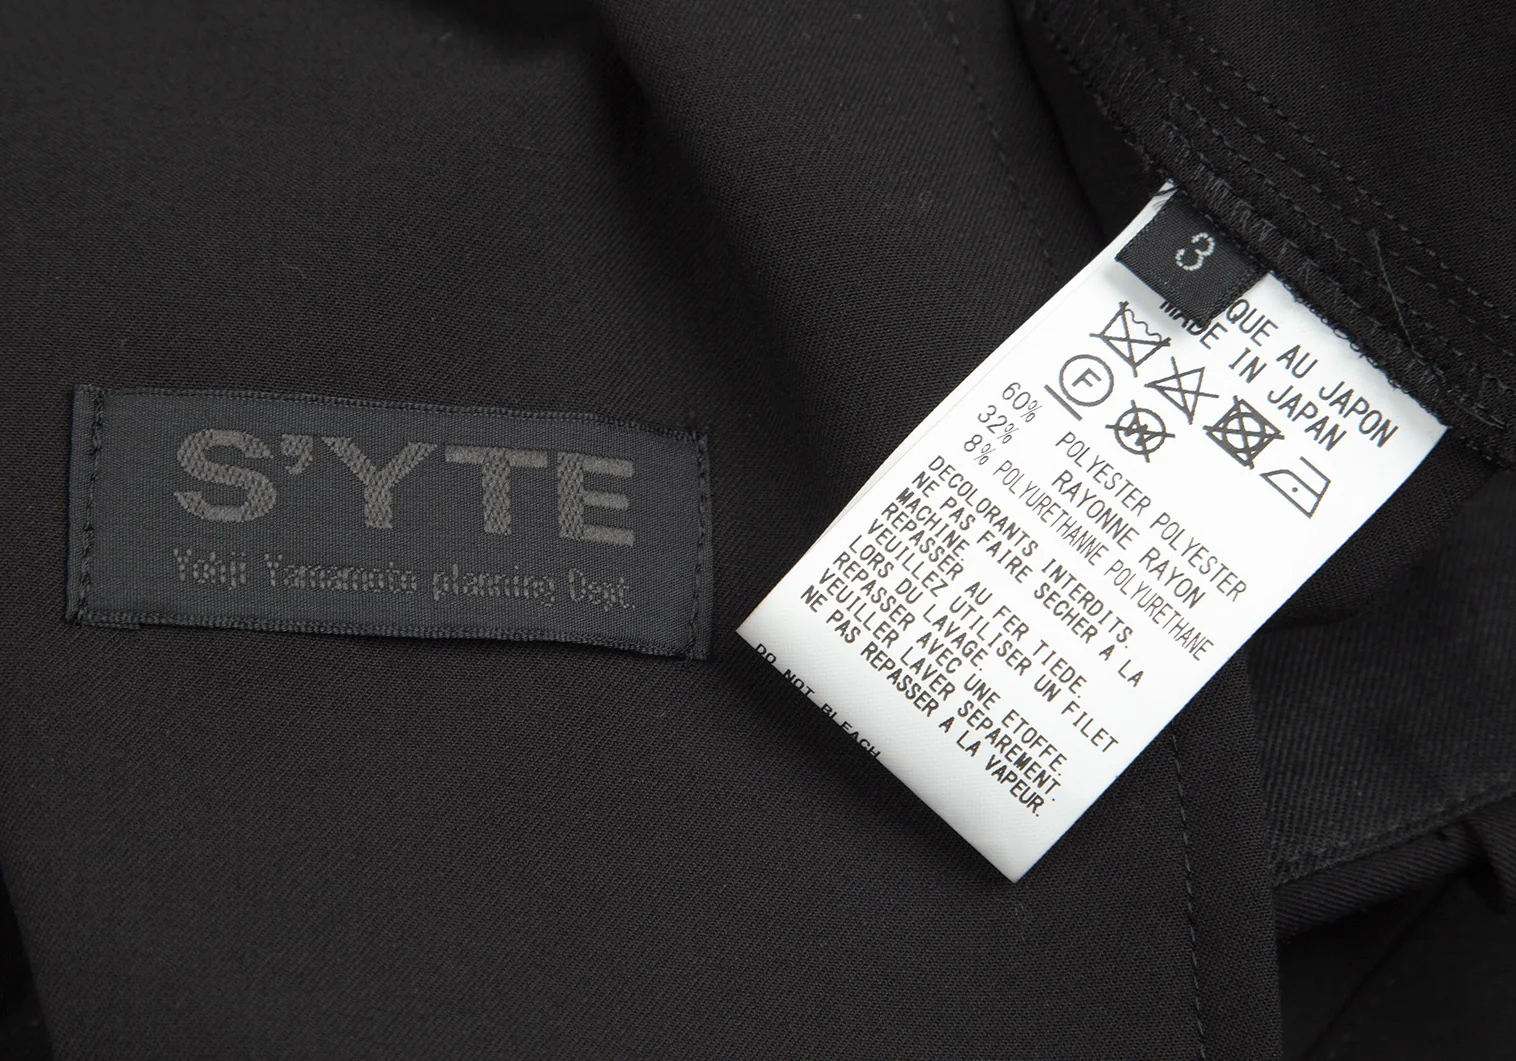 S'YTE
Yohji Yamamoto planning Dept.
3
QUE AU JAPON
MADE IN JAPAN
F
W
60% POLYESTER POLYESTER
32% RAYONNE RAYON
8% POLYURETHANNE POLYURETHANE
DECOLORANTS INTERDITS.
NE PAS FAIRE SECHER A LA
MACHINE.
REPASSER AU FER TIEDE.
VEUILLEZ UTILISER UN FILET
LORS DU LAVAGE.
REPASSER AVEC UNE ETOFFE.
VEUILLER LAVER SEPAREMENT.
NE PAS REPASSER A LA VAPEUR.
DO NOT BLEACH